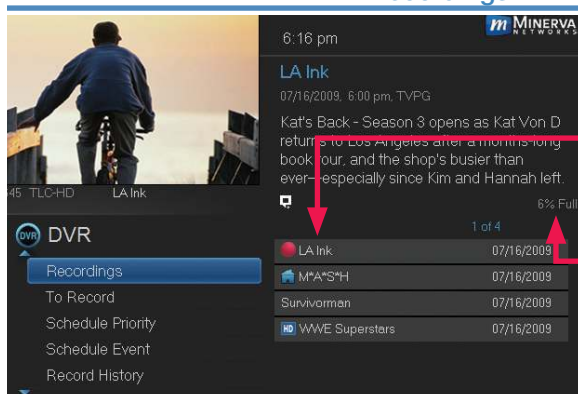 6:16 pm
m MINERVA
NETWORKS
LA Ink
07/16/2009, 6:00 pm, TVPG
Kat's Back - Season 3 opens as Kat Von D
returns to Los Angeles after a months-long
book tour, and the shop's busier than
ever—especially since Kim and Hannah left.
6% Full
45 TLC-HD LA Ink
1 of 4
DVR DVR
LA Ink 07/16/2009
Recordings
M*A*S*H 07/16/2009
To Record
Survivorman 07/16/2009
Schedule Priority
HD WWE Superstars 07/16/2009
Schedule Event
Record History